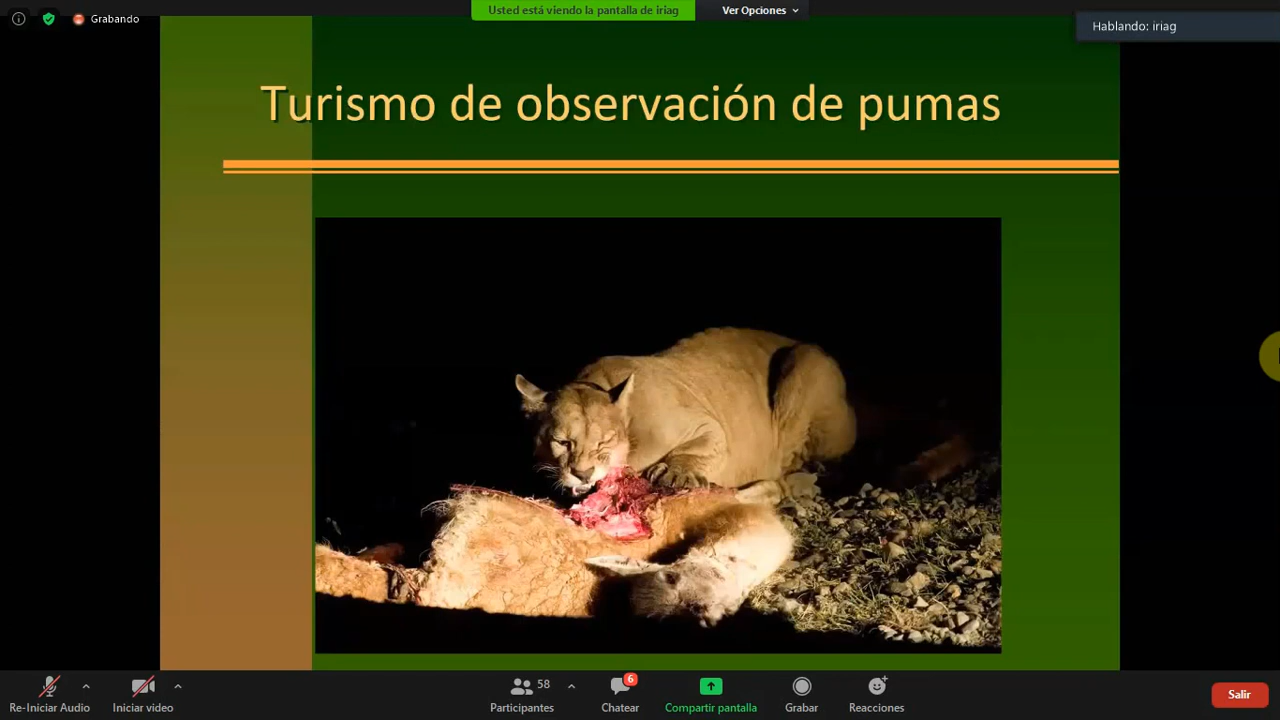 Grabando
Usted está viendo la pantalla de iriag
Ver Opciones
Hablando: iriag
Turismo de observación de pumas
Re-Iniciar Audio
Iniciar video
58
Participantes
6
Chatear
Compartir pantalla
Grabar
Reacciones
Salir